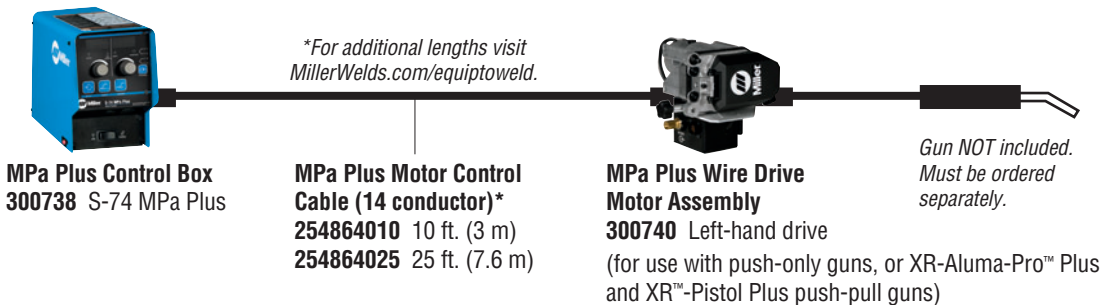 *For additional lengths visit
MillerWelds.com/equiptoweld.
Miller
Gun NOT included.
Must be ordered
separately.
MPa Plus Control Box
300738 S-74 MPa Plus
MPa Plus Motor Control
Cable (14 conductor)*
254864010 10 ft. (3 m)
254864025 25 ft. (7.6 m)
MPa Plus Wire Drive
Motor Assembly
300740 Left-hand drive
(for use with push-only guns, or XR-Aluma-Pro™ Plus
and XR™-Pistol Plus push-pull guns)